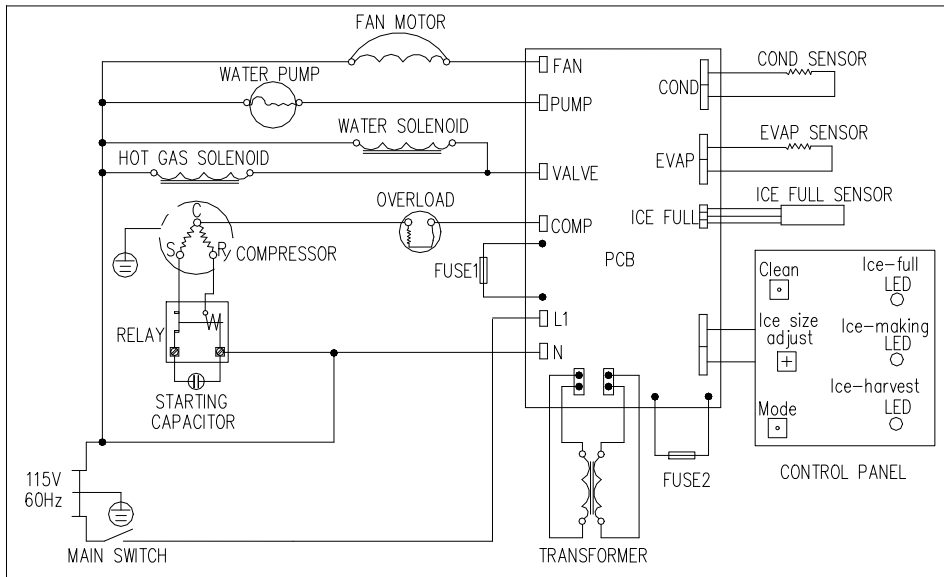 FAN MOTOR
WATER PUMP
WATER SOLENOID
HOT GAS SOLENOID
OVERLOAD
C
S
R
COMPRESSOR
RELAY
STARTING
CAPACITOR
115V
60Hz
MAIN SWITCH
FAN
PUMP
VALVE
COMP
FUSE1
L1
N
PCB
COND
EVAP
ICE FULL
COND SENSOR
EVAP SENSOR
ICE FULL SENSOR
TRANSFORMER
FUSE2
Clean
Ice size
adjust
Mode
Ice-full
LED
Ice-making
LED
Ice-harvest
LED
CONTROL PANEL